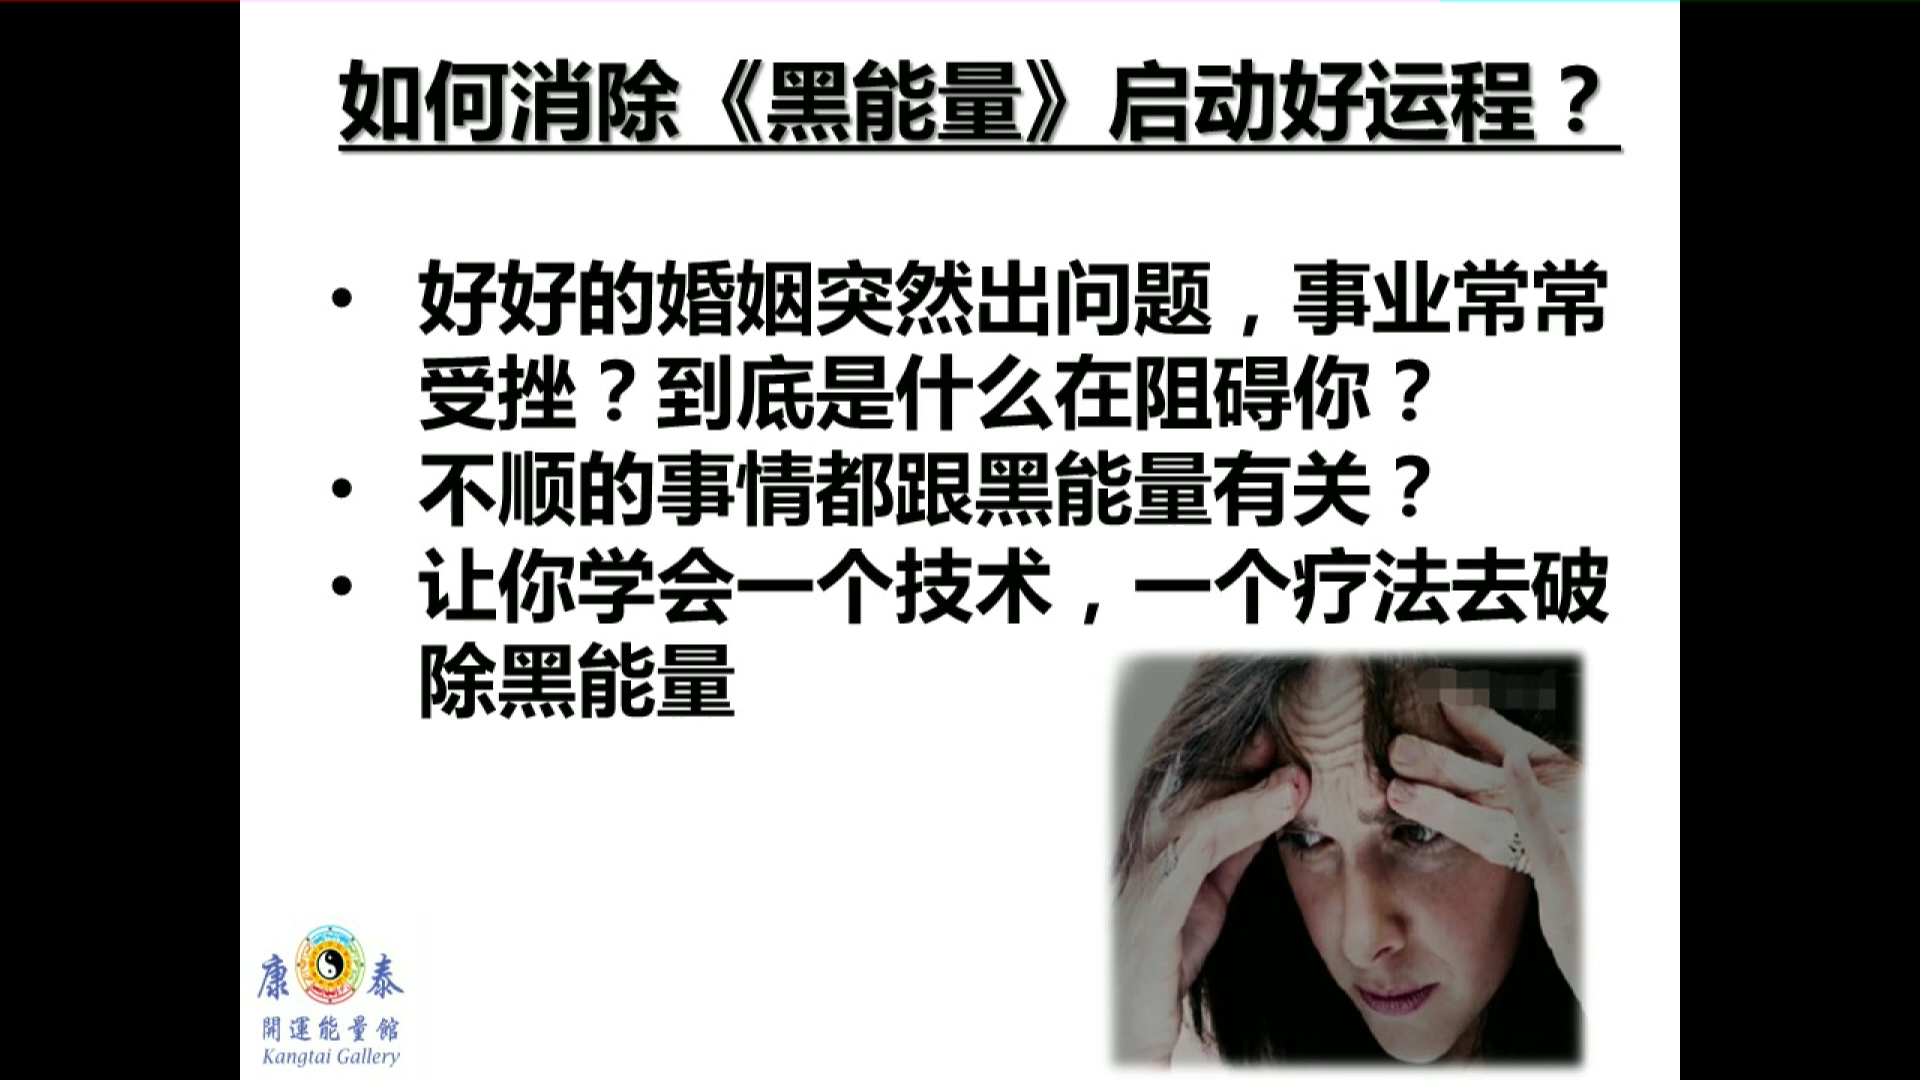 如何消除《黑能量》启动好运程？
• 好好的婚姻突然出问题，事业常常
受挫？到底是什么在阻碍你？
• 不顺的事情都跟黑能量有关？
• 让你学会一个技术，一个疗法去破
除黑能量
康 泰
開運能量館
Kangtai Gallery